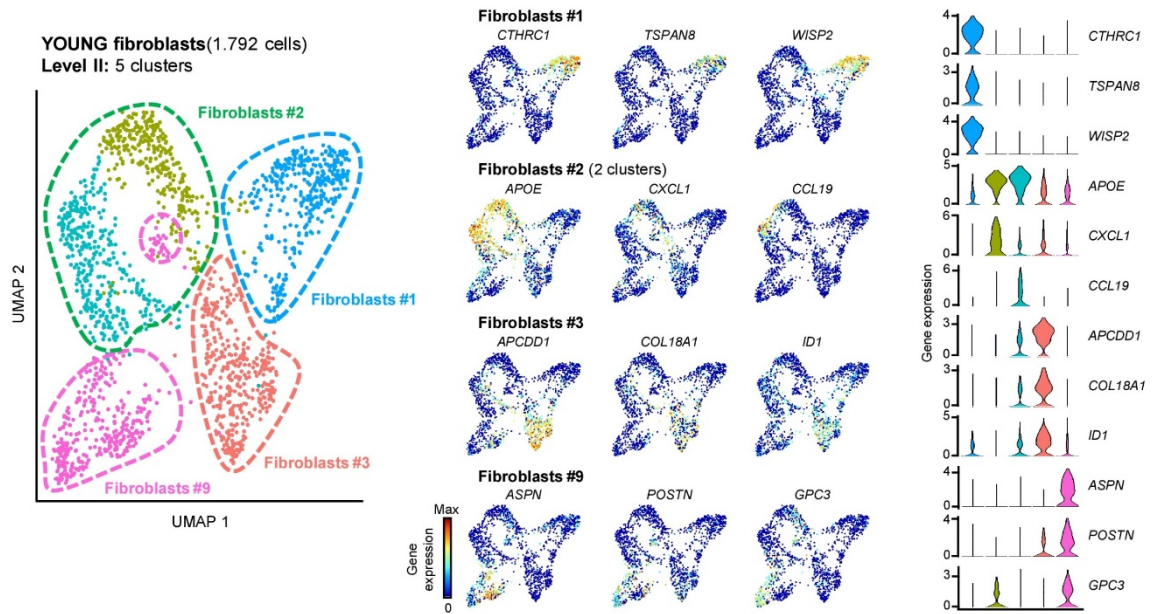 YOUNG fibroblasts(1.792 cells)
Level II: 5 clusters
Fibroblasts #2
Fibroblasts #1
Fibroblasts #3
Fibroblasts #9
UMAP 2
UMAP 1
Fibroblasts #1
CTHRC1 TSPAN8 WISP2
Fibroblasts #2 (2 clusters)
APOE CXCL1 CCL19
Fibroblasts #3
APCDD1 COL18A1 ID1
Fibroblasts #9
ASPN POSTN GPC3
Max
Gene
expression
0
Gene expression
4
0
CTHRC1
3
0
TSPAN8
4
0
WISP2
5
0
APOE
6
0
CXCL1
6
0
CCL19
3
0
APCDD1
3
0
COL18A1
5
0
ID1
4
0
ASPN
4
0
POSTN
3
0
GPC3